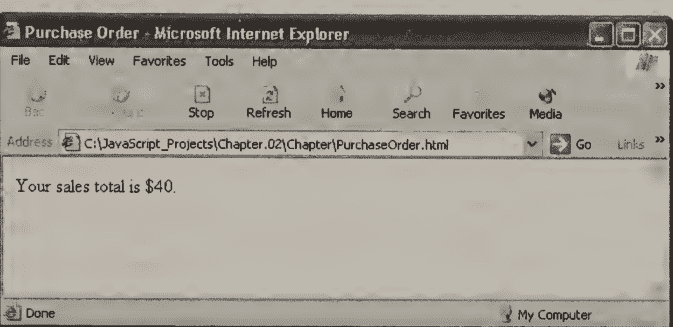 Purchase Order - Microsoft Internet Explorer
File Edit View Favorites Tools Help
Stop Refresh Home Search Favorites Media »
Address C:\JavaScript_Projects\Chapter.02\Chapter\PurchaseOrder.html Go Links »
Your sales total is $40.
Done My Computer